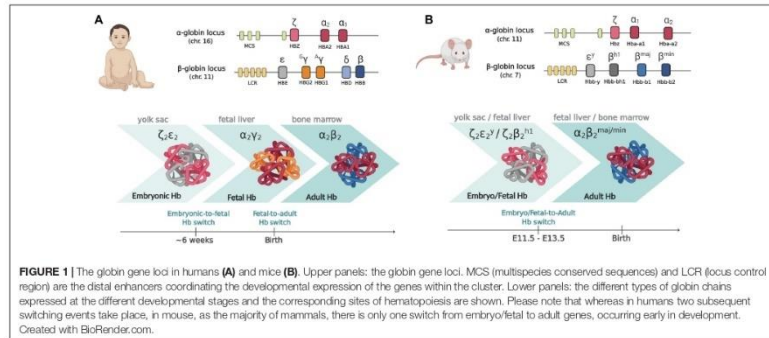 A
α-globin locus
(chr. 16)
MCS
ζ
HBZ
α₂
HBA2
α₁
HBA1
β-globin locus
(chr. 11)
LCR
ε
HBE
ᴳγ
HBG2
ᴬγ
HBG1
δ
HBD
β
HBB
yolk sac
fetal liver
bone marrow
ζ₂ε₂
α₂γ₂
α₂β₂
Embryonic Hb
Fetal Hb
Adult Hb
Embryonic-to-fetal
Hb switch
Fetal-to-adult
Hb switch
~6 weeks
Birth
B
α-globin locus
(chr. 11)
MCS
ζ
Hbz
α₁
Hba-a1
α₂
Hba-a2
β-globin locus
(chr. 7)
LCR
εʸ
Hbb-y
βʰ¹
Hbb-bh1
βᵐᵃʲ
Hbb-b1
βᵐⁱⁿ
Hbb-b2
yolk sac / fetal liver
fetal liver / bone marrow
ζ₂ε₂ʸ / ζ₂β₂ʰ¹
α₂β₂ᵐᵃʲ/ᵐⁱⁿ
Embryo/Fetal Hb
Adult Hb
Embryo/Fetal-to-Adult
Hb switch
E11.5 - E13.5
Birth
FIGURE 1 | The globin gene loci in humans (A) and mice (B). Upper panels: the globin gene loci. MCS (multispecies conserved sequences) and LCR (locus control
region) are the distal enhancers coordinating the developmental expression of the genes within the cluster. Lower panels: the different types of globin chains
expressed at the different developmental stages and the corresponding sites of hematopoiesis are shown. Please note that whereas in humans two subsequent
switching events take place, in mouse, as the majority of mammals, there is only one switch from embryo/fetal to adult genes, occurring early in development.
Created with BioRender.com.